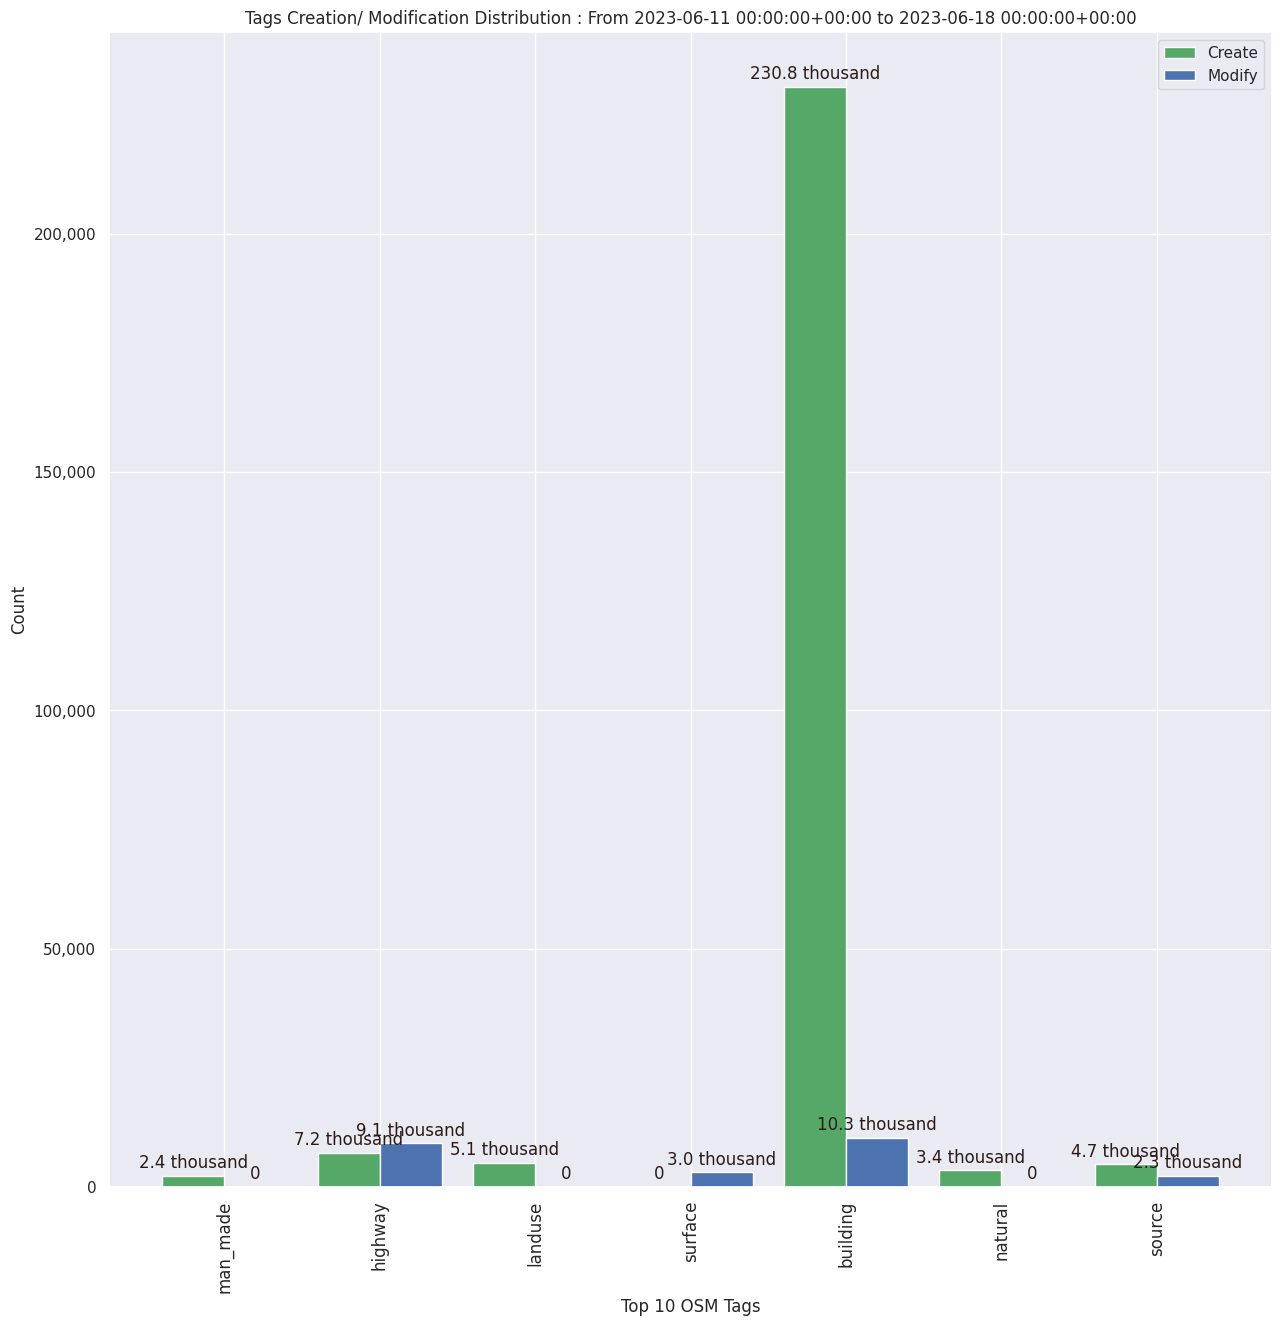 Tags Creation/ Modification Distribution : From 2023-06-11 00:00:00+00:00 to 2023-06-18 00:00:00+00:00
Create
Modify
230.8 thousand
200,000
150,000
100,000
50,000
0
Count
2.4 thousand
0
7.2 thousand
9.1 thousand
5.1 thousand
0
0
3.0 thousand
10.3 thousand
3.4 thousand
0
4.7 thousand
2.3 thousand
man_made
highway
landuse
surface
building
natural
source
Top 10 OSM Tags